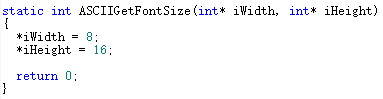 static int ASCIIGetFontSize(int* iWidth, int* iHeight)
{
  *iWidth = 8;
  *iHeight = 16;

  return 0;
}